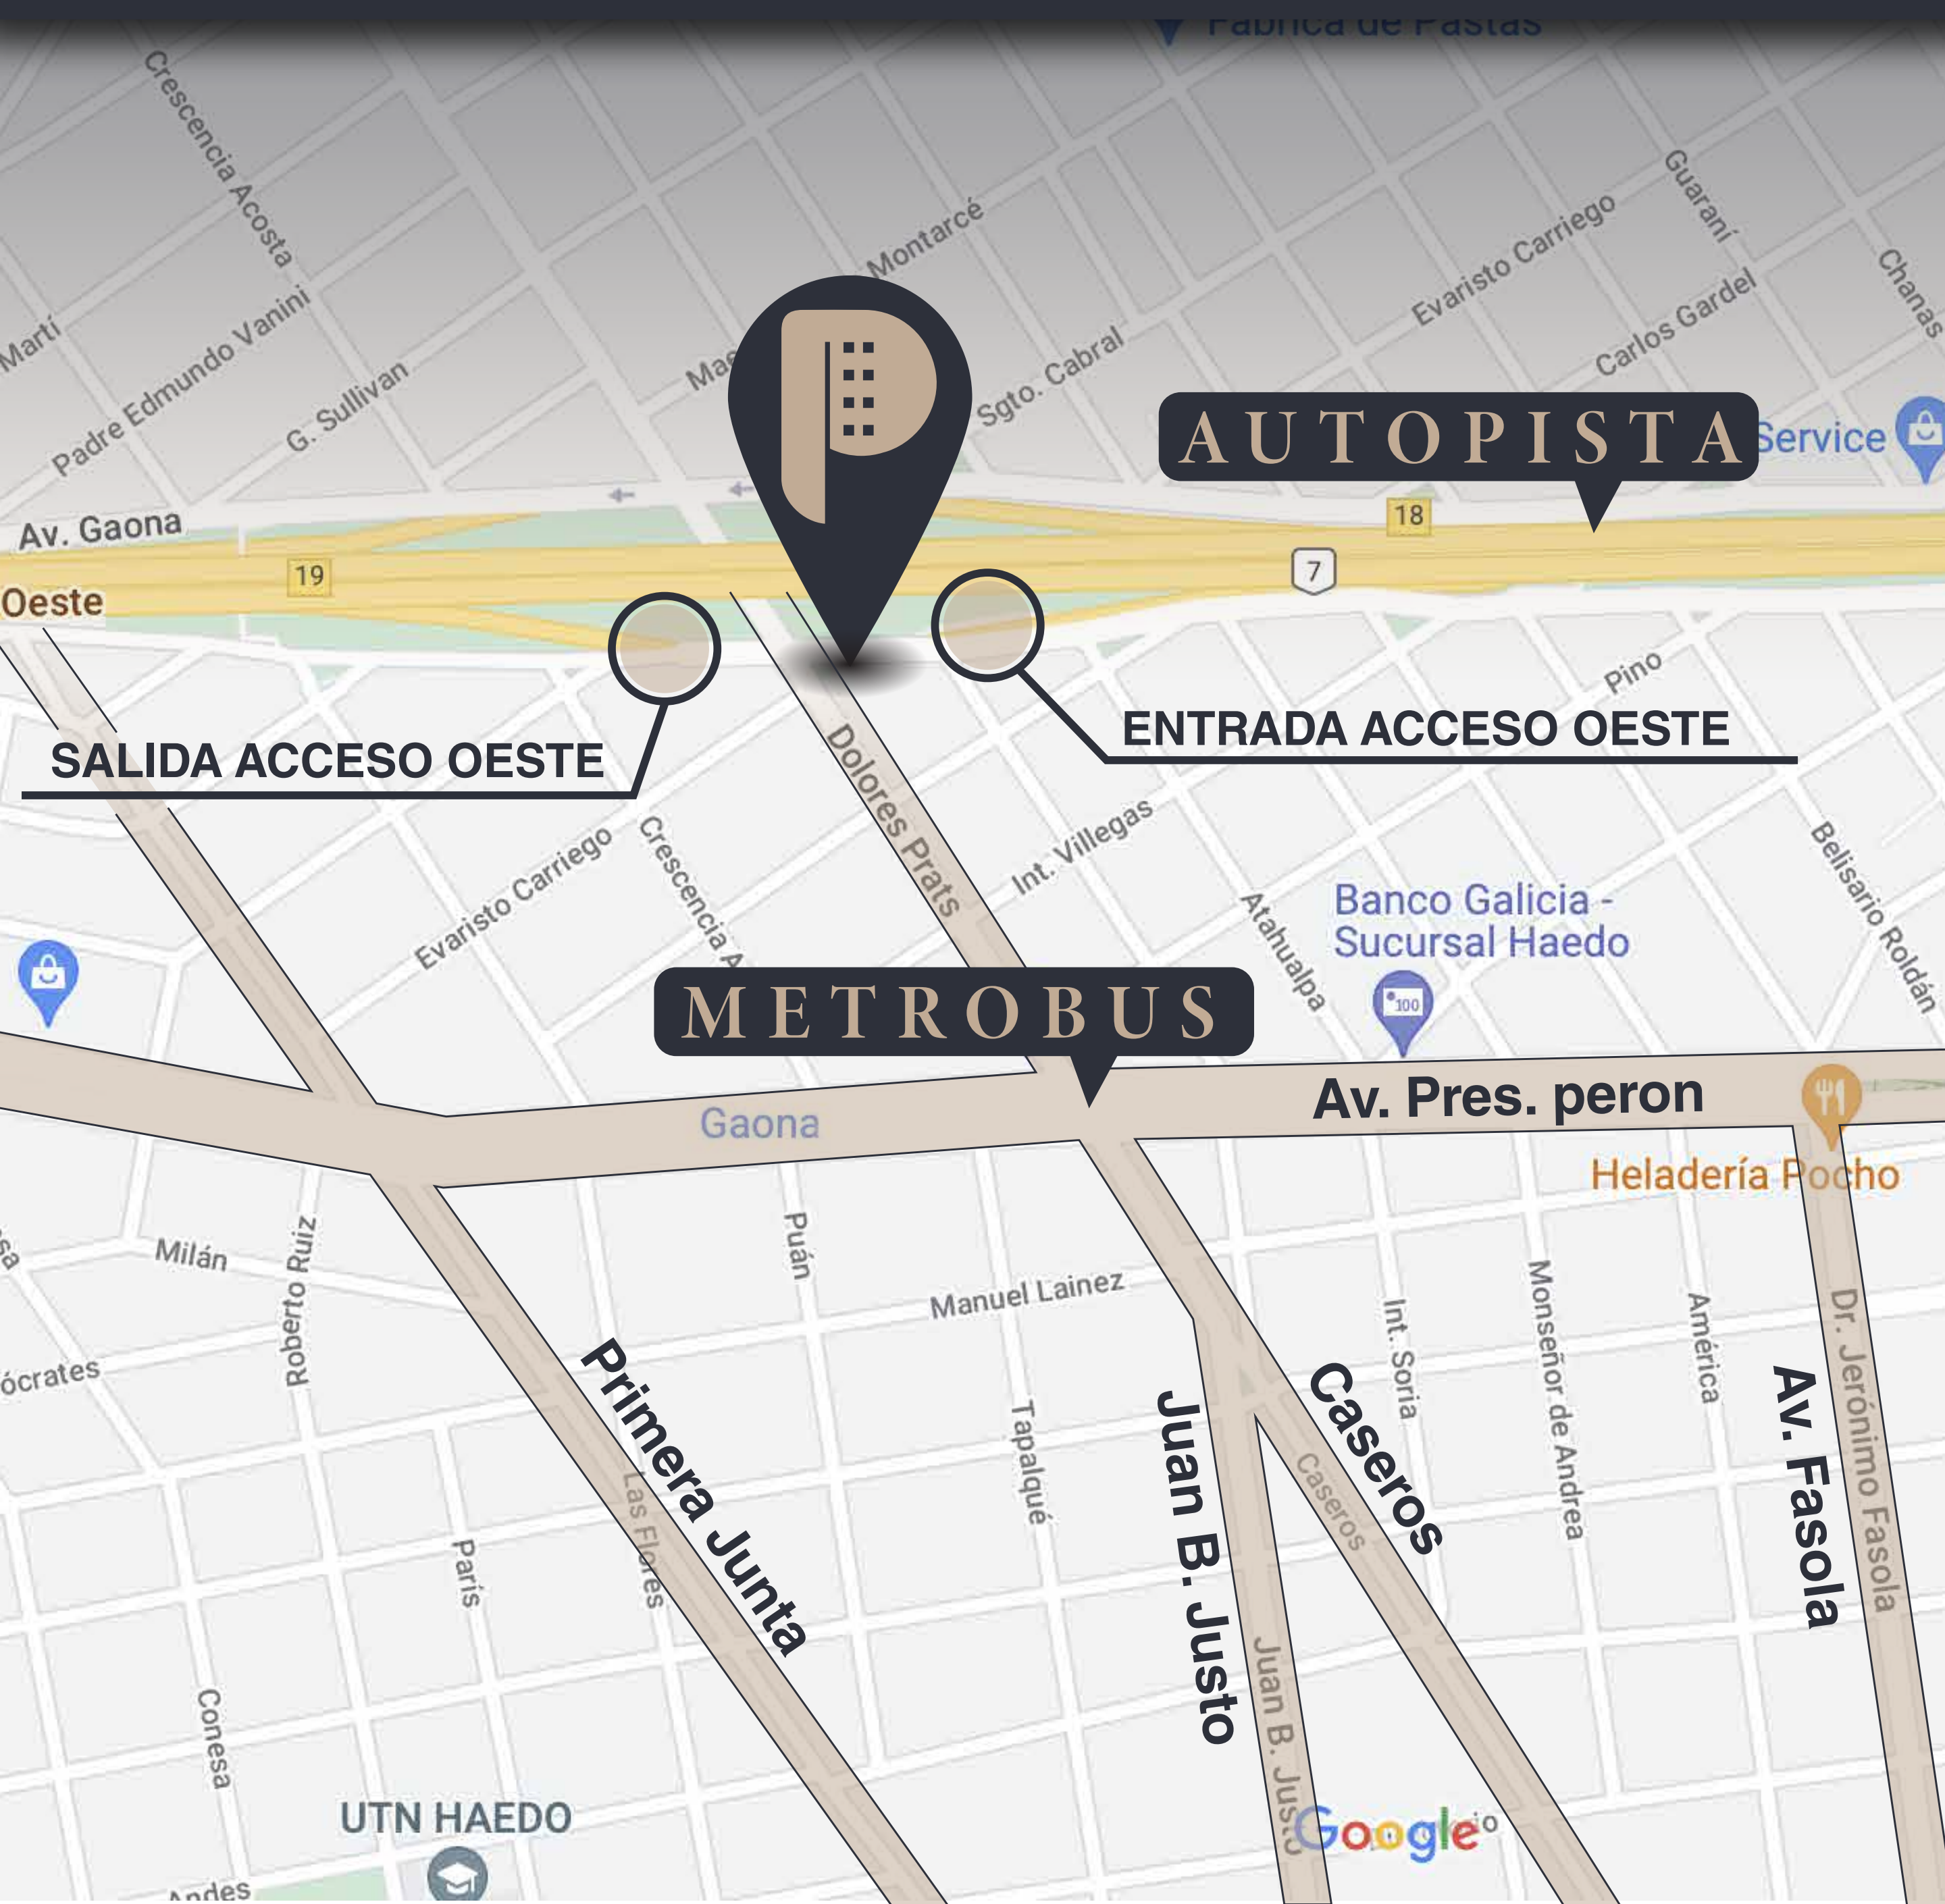 Fabrica de Pastas
Crescencia Acosta
Montarcé
Guaraní
Evaristo Carriego
Chanas
Martí
Padre Edmundo Vanini
G. Sullivan
Sgto. Cabral
Carlos Gardel
AUTOPISTA
Service
Av. Gaona
18
19
7
Oeste
Pino
SALIDA ACCESO OESTE
ENTRADA ACCESO OESTE
Dolores Prats
Int. Villegas
Evaristo Carriego
Crescencia A
Atahualpa
Belisario Roldán
Banco Galicia -
Sucursal Haedo
100
METROBUS
Gaona
Av. Pres. peron
Heladería Pocho
Milán
Roberto Ruiz
Puán
Manuel Lainez
ócrates
Primera Junta
Las Flores
París
Tapalqué
Juan B. Justo
Juan B. Justo
Caseros
Caseros
Int. Soria
Monseñor de Andrea
América
Av. Fasola
Dr. Jerónimo Fasola
Conesa
UTN HAEDO
Andes
Google